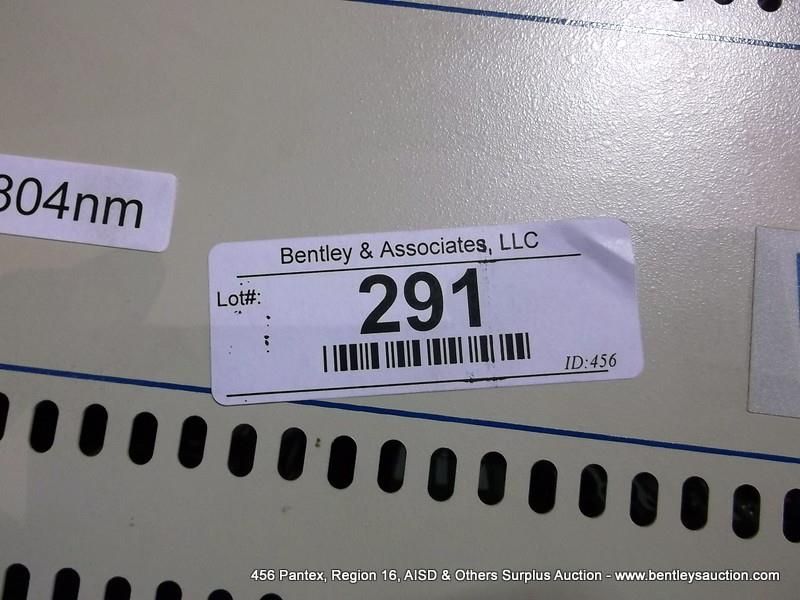 804nm
Bentley & Associates, LLC
Lot#:
291
ID:456
456 Pantex, Region 16, AISD & Others Surplus Auction - www.bentleysauction.com